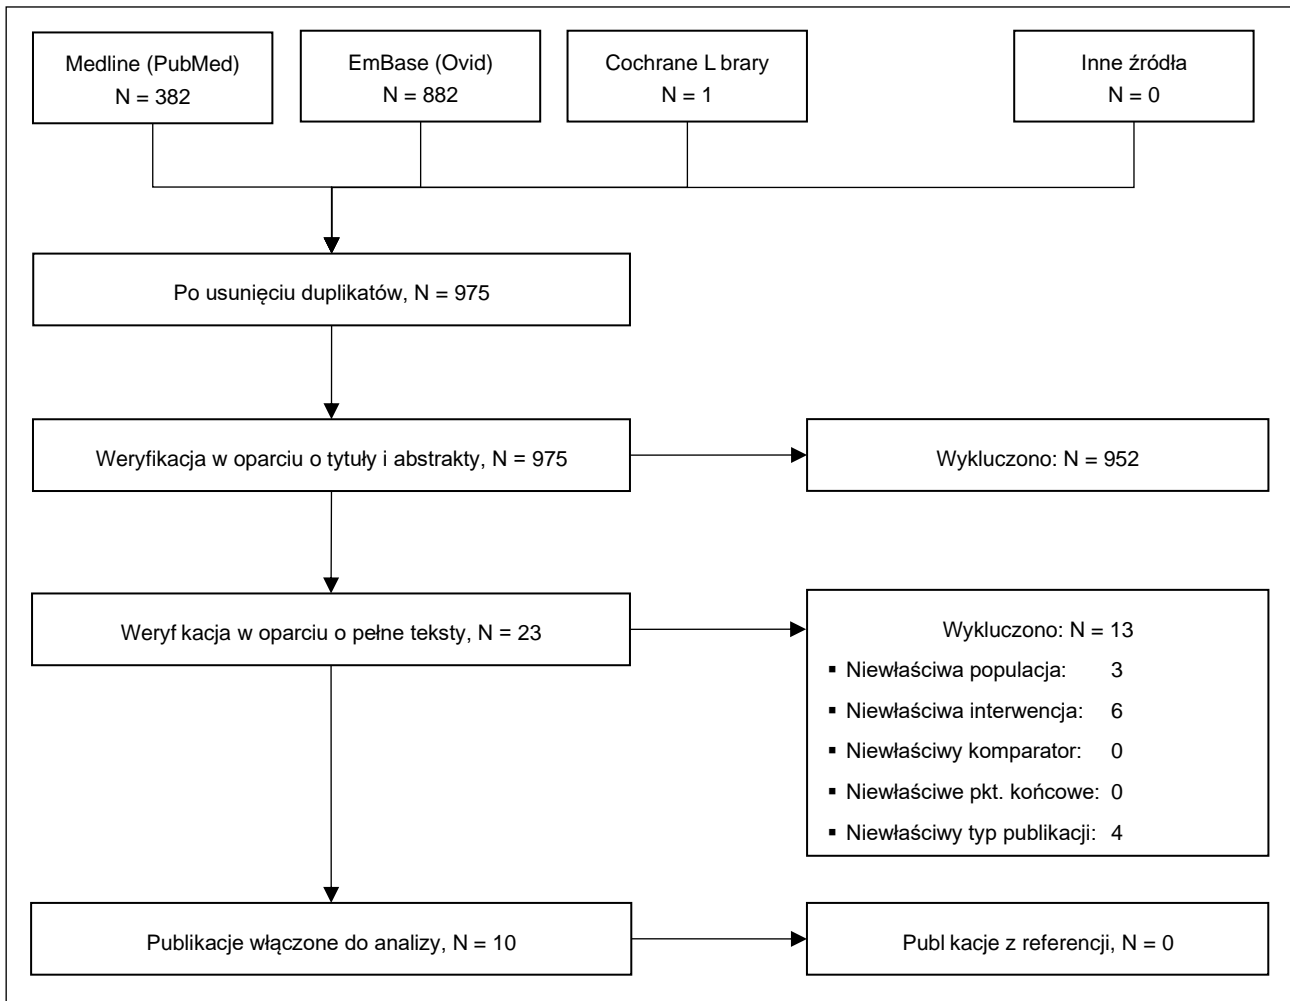 Medline (PubMed)
N = 382
EmBase (Ovid)
N = 882
Cochrane L brary
N = 1
Inne źródła
N = 0
Po usunięciu duplikatów, N = 975
Weryfikacja w oparciu o tytuły i abstrakty, N = 975
Wykluczono: N = 952
Weryf kacja w oparciu o pełne teksty, N = 23
Wykluczono: N = 13
▪ Niewłaściwa populacja: 3
▪ Niewłaściwa interwencja: 6
▪ Niewłaściwy komparator: 0
▪ Niewłaściwe pkt. końcowe: 0
▪ Niewłaściwy typ publikacji: 4
Publikacje włączone do analizy, N = 10
Publ kacje z referencji, N = 0